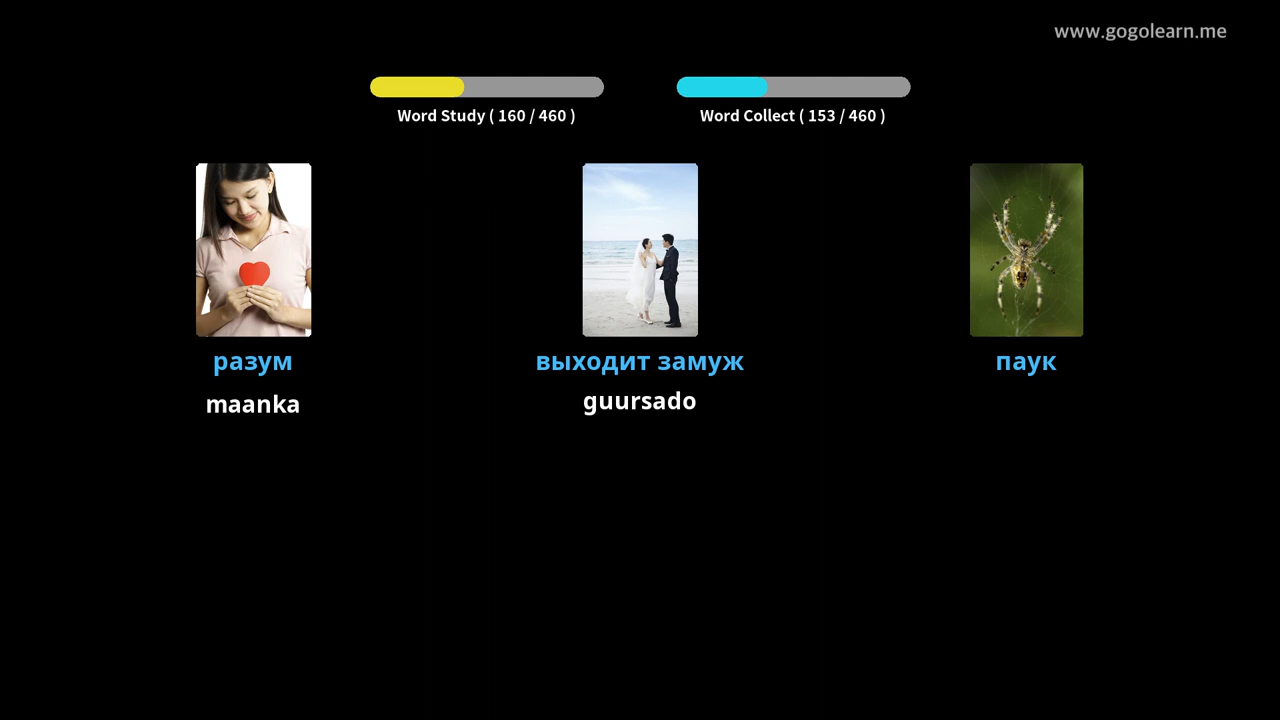 www.gogolearn.me
Word Study ( 160 / 460 )
Word Collect ( 153 / 460 )
разум
выходит замуж
паук
maanka
guursado